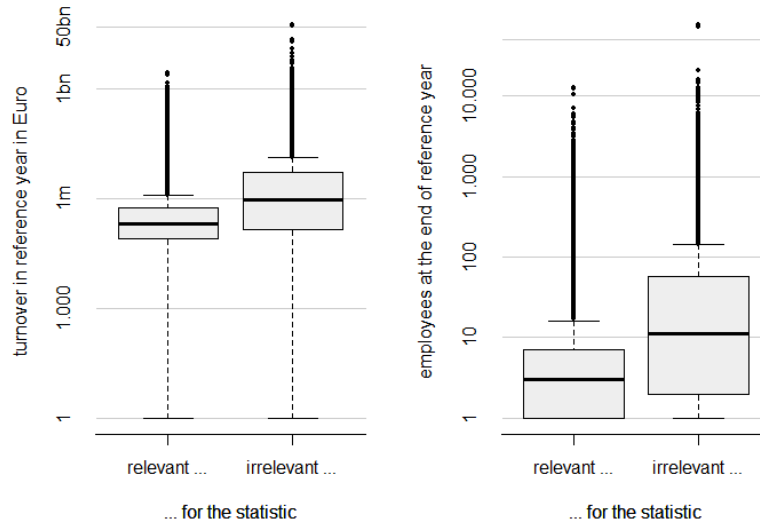 turnover in reference year in Euro
50bn
1bn
1m
1.000
1
relevant ...
irrelevant ...
... for the statistic
employees at the end of reference year
10.000
1.000
100
10
1
relevant ...
irrelevant ...
... for the statistic